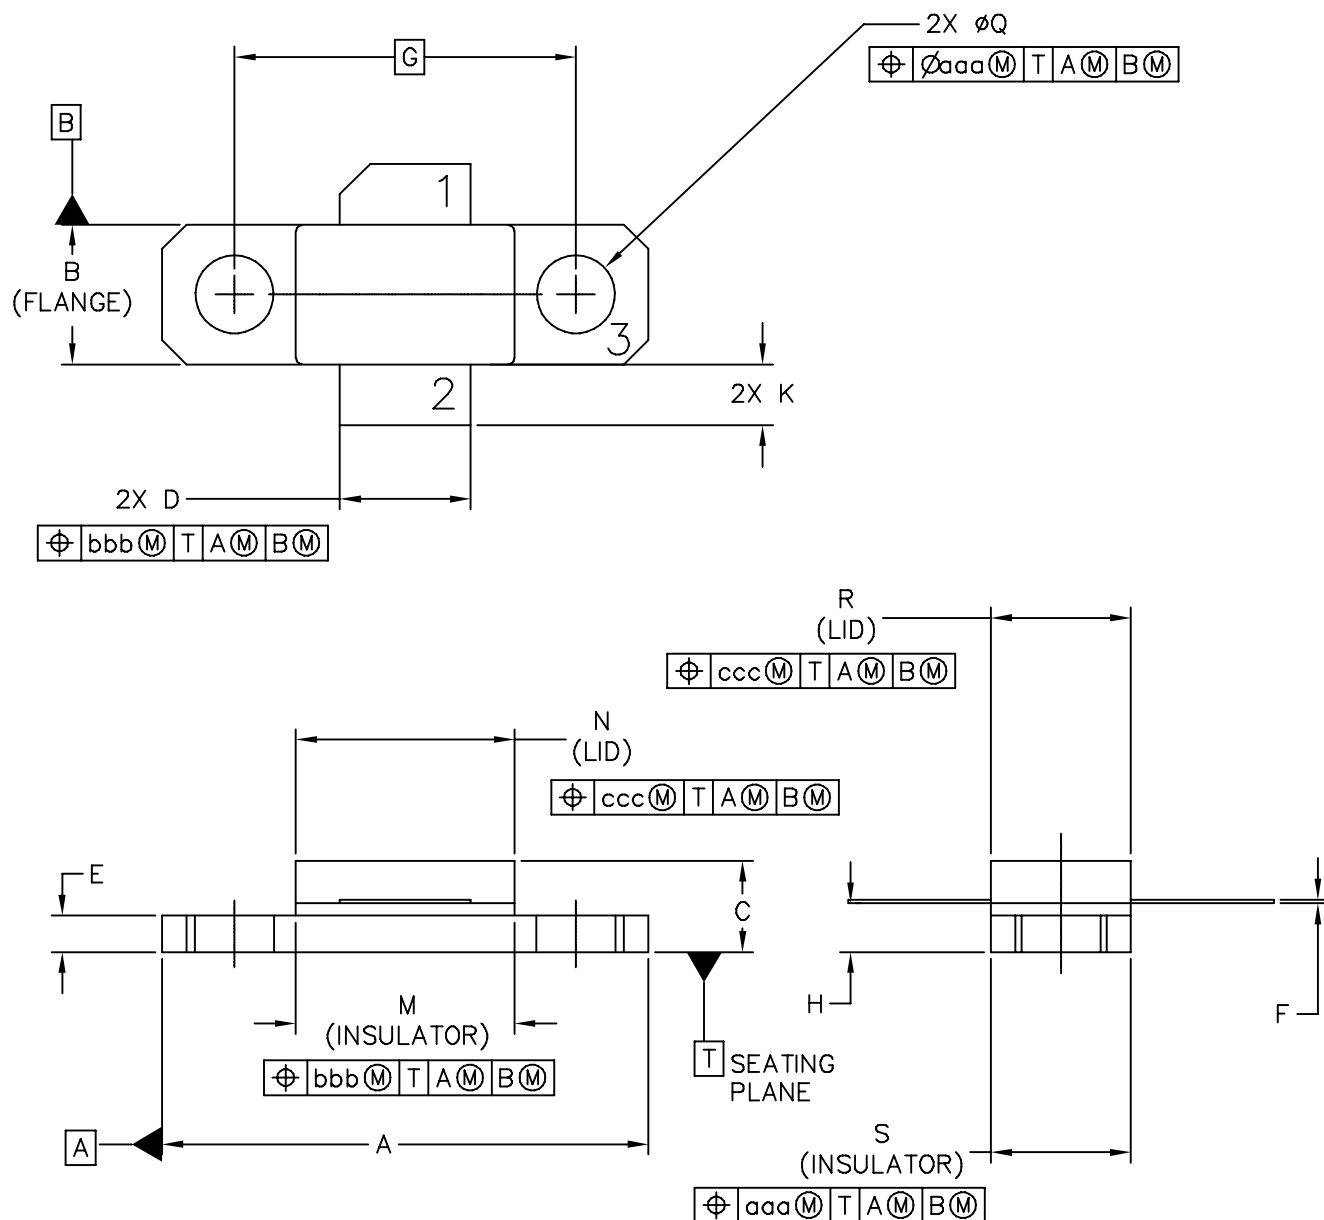 2X øQ
⌖ Øaaa Ⓜ T A Ⓜ B Ⓜ
G
B
1
B
(FLANGE)
3
2
2X K
2X D
⌖ bbb Ⓜ T A Ⓜ B Ⓜ
R
(LID)
⌖ ccc Ⓜ T A Ⓜ B Ⓜ
N
(LID)
⌖ ccc Ⓜ T A Ⓜ B Ⓜ
E
C
H
F
M
(INSULATOR)
⌖ bbb Ⓜ T A Ⓜ B Ⓜ
T SEATING
PLANE
A
A
S
(INSULATOR)
⌖ aaa Ⓜ T A Ⓜ B Ⓜ